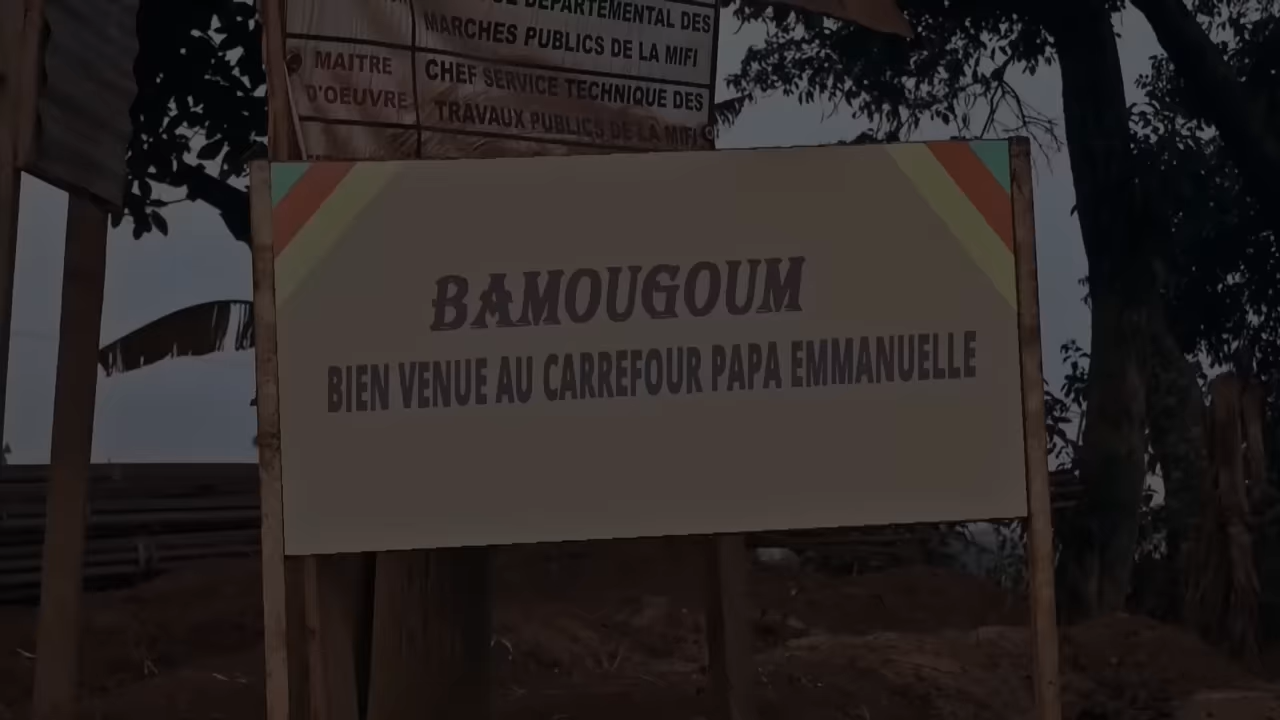 DEPARTEMENTAL DES
MARCHES PUBLICS DE LA MIFI
MAITRE
D'OEUVRE
CHEF SERVICE TECHNIQUE DES
TRAVAUX PUBLICS DE LA MIFI
BAMOUGOUM
BIEN VENUE AU CARREFOUR PAPA EMMANUELLE